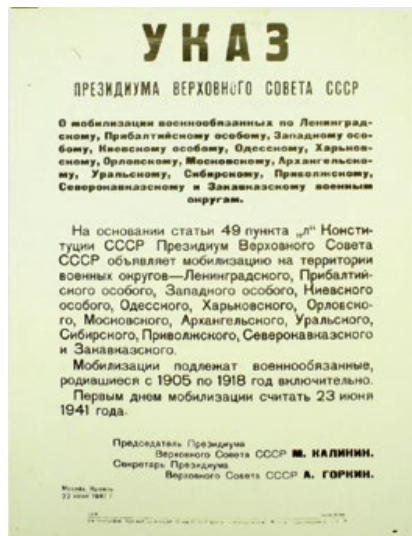 УКАЗ
ПРЕЗИДИУМА ВЕРХОВНОГО СОВЕТА СССР
О мобилизации военнообязанных по Ленинград-
скому, Прибалтийскому особому, Западному осо-
бому, Киевскому особому, Одесскому, Харьков-
скому, Орловскому, Московскому, Архангельско-
му, Уральскому, Сибирскому, Приволжскому,
Северокавказскому и Закавказскому военным
округам.
На основании статьи 49 пункта „л" Консти-
туции СССР Президиум Верховного Совета
СССР объявляет мобилизацию на территории
военных округов—Ленинградского, Прибалтий-
ского особого, Западного особого, Киевского
особого, Одесского, Харьковского, Орловско-
го, Московского, Архангельского, Уральского,
Сибирского, Приволжского, Северокавказского
и Закавказского.
Мобилизации подлежат военнообязанные,
родившиеся с 1905 по 1918 год включительно.
Первым днем мобилизации считать 23 июня
1941 года.
Председатель Президиума
Верховного Совета СССР М. КАЛИНИН.
Секретарь Президиума
Верховного Совета СССР А. ГОРКИН.
Москва, Кремль
22 июня 1941 г.